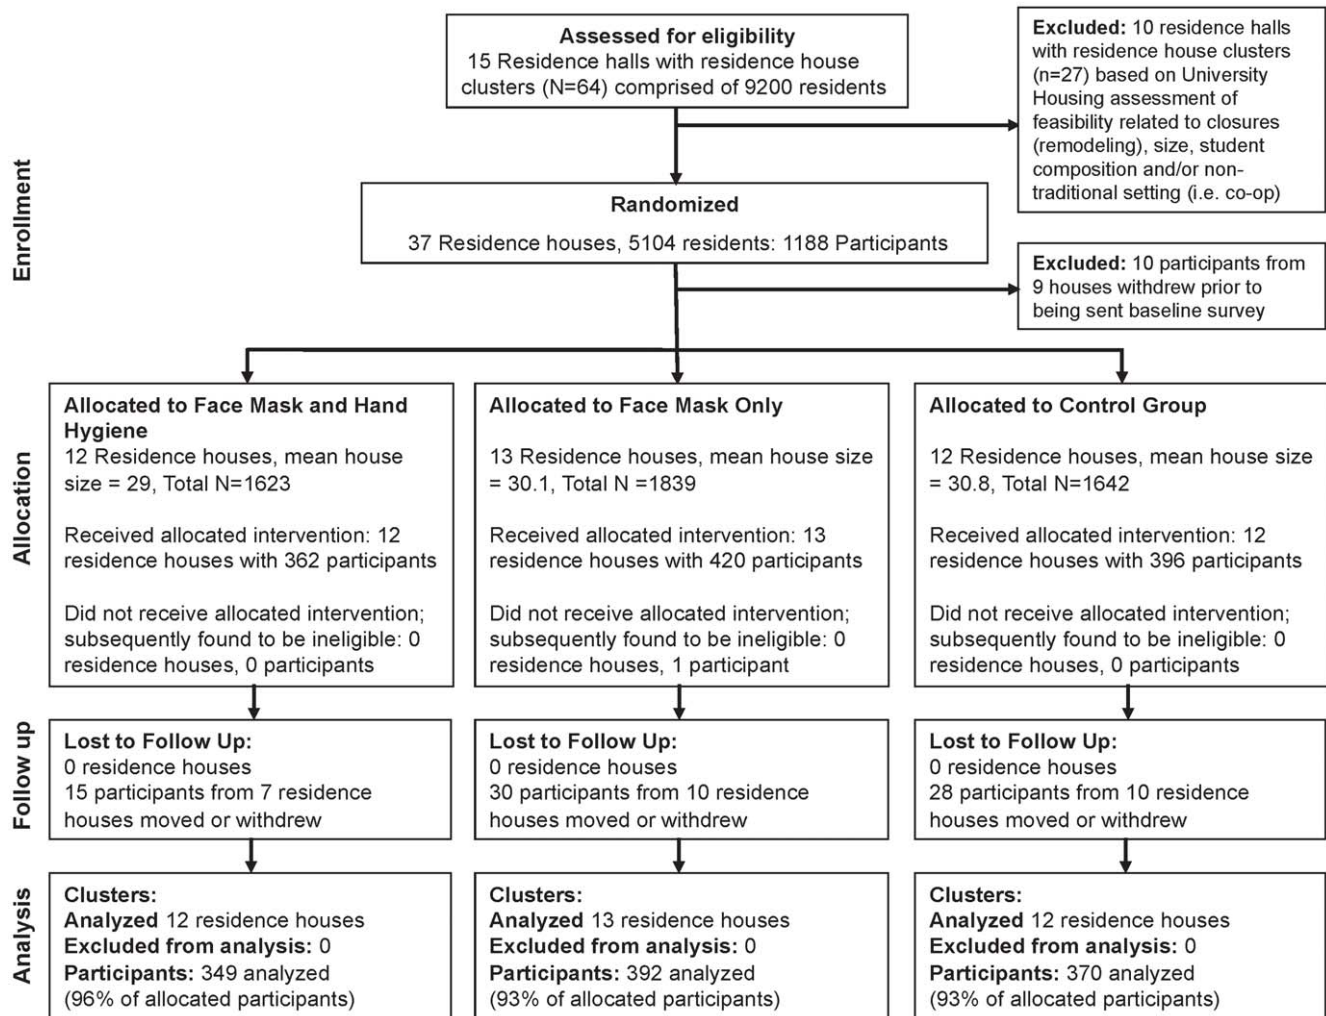 Assessed for eligibility
15 Residence halls with residence house
clusters (N=64) comprised of 9200 residents
Excluded: 10 residence halls
with residence house clusters
(n=27) based on University
Housing assessment of
feasibility related to closures
(remodeling), size, student
composition and/or non-
traditional setting (i.e. co-op)
Enrollment
Randomized
37 Residence houses, 5104 residents: 1188 Participants
Excluded: 10 participants from
9 houses withdrew prior to
being sent baseline survey
Allocation
Allocated to Face Mask and Hand
Hygiene
12 Residence houses, mean house
size = 29, Total N=1623
Received allocated intervention: 12
residence houses with 362 participants
Did not receive allocated intervention;
subsequently found to be ineligible: 0
residence houses, 0 participants
Allocated to Face Mask Only
13 Residence houses, mean house size
= 30.1, Total N =1839
Received allocated intervention: 13
residence houses with 420 participants
Did not receive allocated intervention;
subsequently found to be ineligible: 0
residence houses, 1 participant
Allocated to Control Group
12 Residence houses, mean house size
= 30.8, Total N=1642
Received allocated intervention: 12
residence houses with 396 participants
Did not receive allocated intervention;
subsequently found to be ineligible: 0
residence houses, 0 participants
Follow up
Lost to Follow Up:
0 residence houses
15 participants from 7 residence
houses moved or withdrew
Lost to Follow Up:
0 residence houses
30 participants from 10 residence
houses moved or withdrew
Lost to Follow Up:
0 residence houses
28 participants from 10 residence
houses moved or withdrew
Analysis
Clusters:
Analyzed 12 residence houses
Excluded from analysis: 0
Participants: 349 analyzed
(96% of allocated participants)
Clusters:
Analyzed 13 residence houses
Excluded from analysis: 0
Participants: 392 analyzed
(93% of allocated participants)
Clusters:
Analyzed 12 residence houses
Excluded from analysis: 0
Participants: 370 analyzed
(93% of allocated participants)